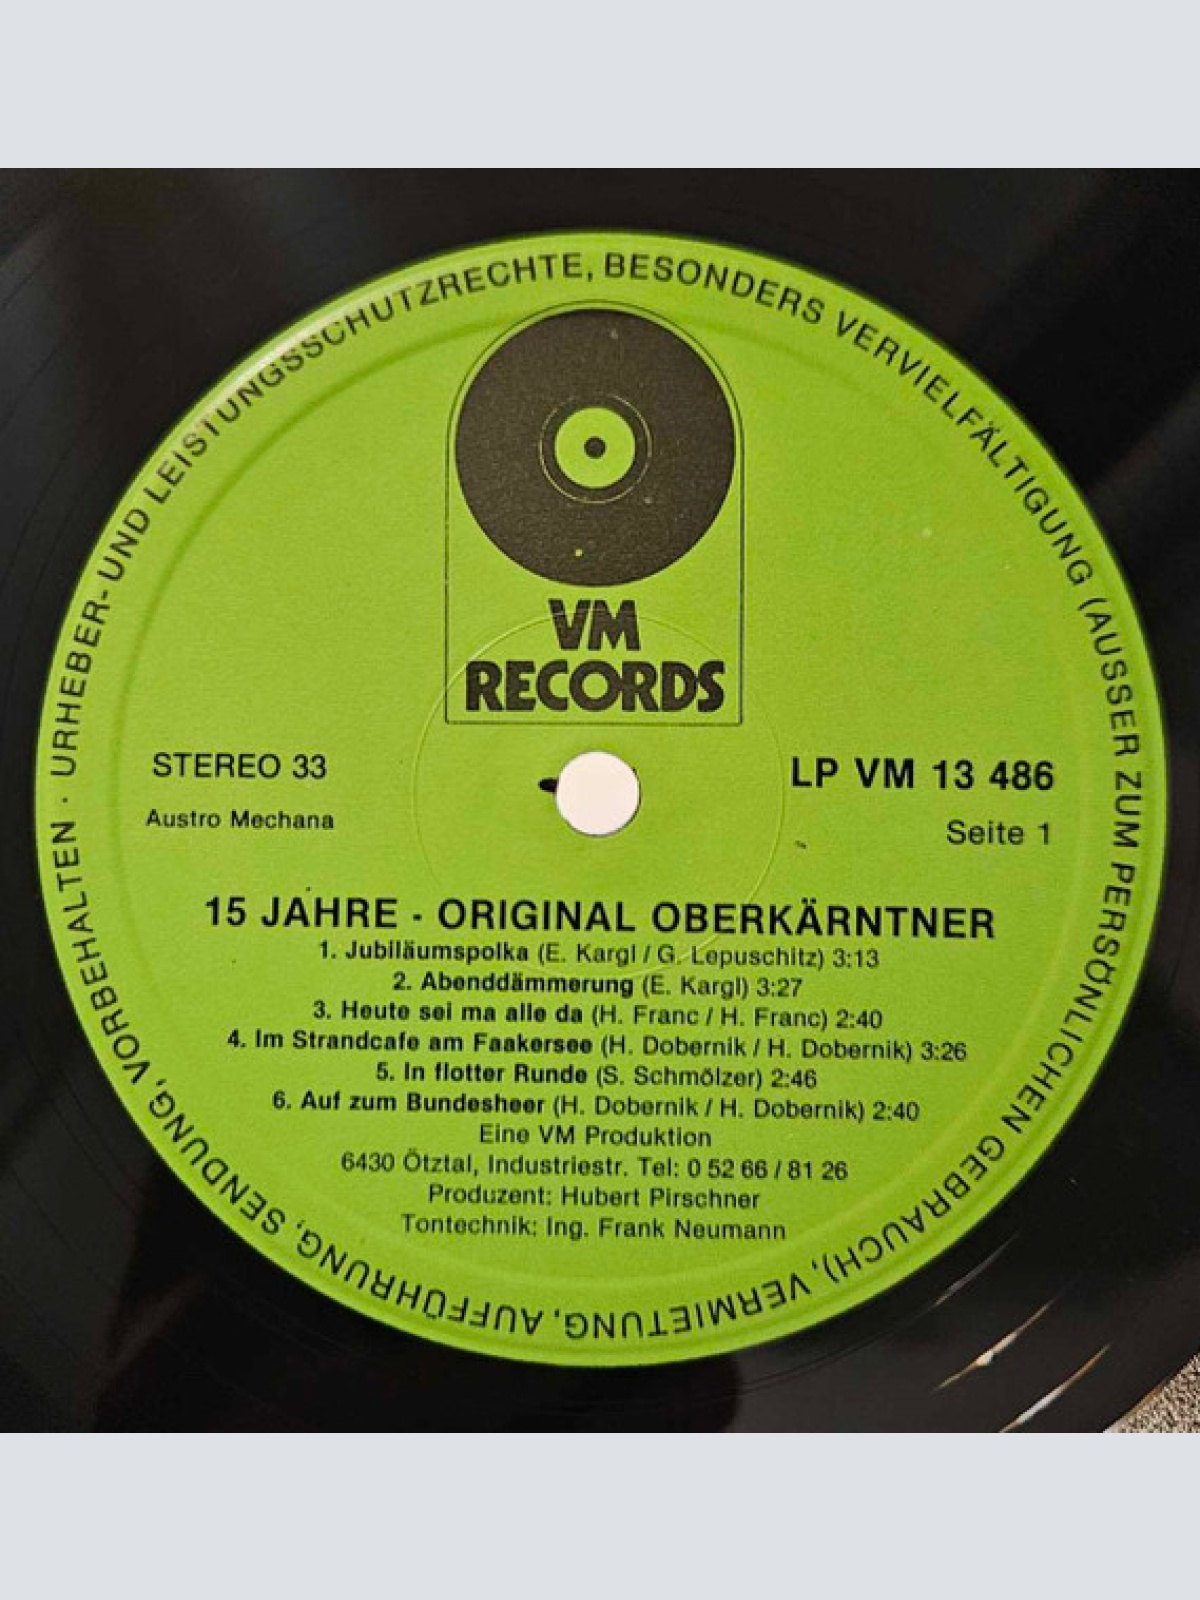 URHEBER- UND LEISTUNGSSCHUTZRECHTE, BESONDERS VERVIELFÄLTIGUNG (AUSSER ZUM PERSÖNLICHEN GEBRAUCH), VERMIETUNG, AUFFÜHRUNG, SENDUNG, VORBEHALTEN ·
VM
RECORDS
STEREO 33
Austro Mechana
LP VM 13 486
Seite 1
15 JAHRE - ORIGINAL OBERKÄRNTNER
1. Jubiläumspolka (E. Kargl / G. Lepuschitz) 3:13
2. Abenddämmerung (E. Kargl) 3:27
3. Heute sei ma alle da (H. Franc / H. Franc) 2:40
4. Im Strandcafe am Faakersee (H. Dobernik / H. Dobernik) 3:26
5. In flotter Runde (S. Schmölzer) 2:46
6. Auf zum Bundesheer (H. Dobernik / H. Dobernik) 2:40
Eine VM Produktion
6430 Ötztal, Industriestr. Tel: 0 52 66 / 81 26
Produzent: Hubert Pirschner
Tontechnik: Ing. Frank Neumann